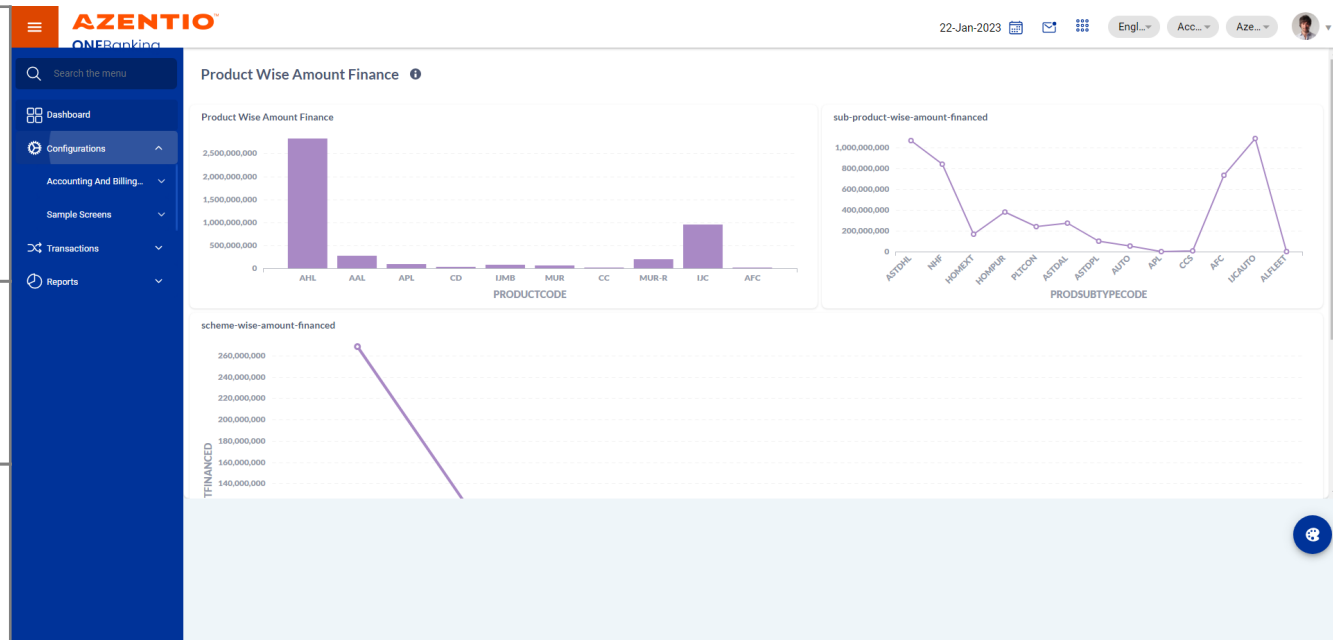 AZENTIO
ONEBanking
22-Jan-2023
Engl...
Acc...
Aze...
Search the menu
Dashboard
Configurations
Accounting And Billing...
Sample Screens
Transactions
Reports
Product Wise Amount Finance
Product Wise Amount Finance
2,500,000,000
2,000,000,000
1,500,000,000
1,000,000,000
500,000,000
0
AHL AAL APL CD IJMB MUR CC MUR-R IJC AFC
PRODUCTCODE
sub-product-wise-amount-financed
1,000,000,000
800,000,000
600,000,000
400,000,000
200,000,000
0
ASTDHL NHF HOMEXT HOMPUR PLTCON ASTDAL ASTDPL AUTO APL CCS AFC IJCAUTO ALFLEET
PRODSUBTYPECODE
scheme-wise-amount-financed
260,000,000
240,000,000
220,000,000
200,000,000
180,000,000
160,000,000
140,000,000
TFINANCED